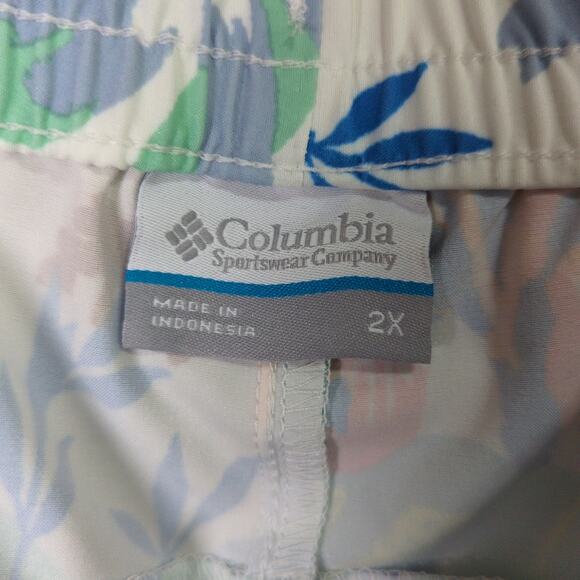 Columbia
Sportswear Company
MADE IN
INDONESIA
2X